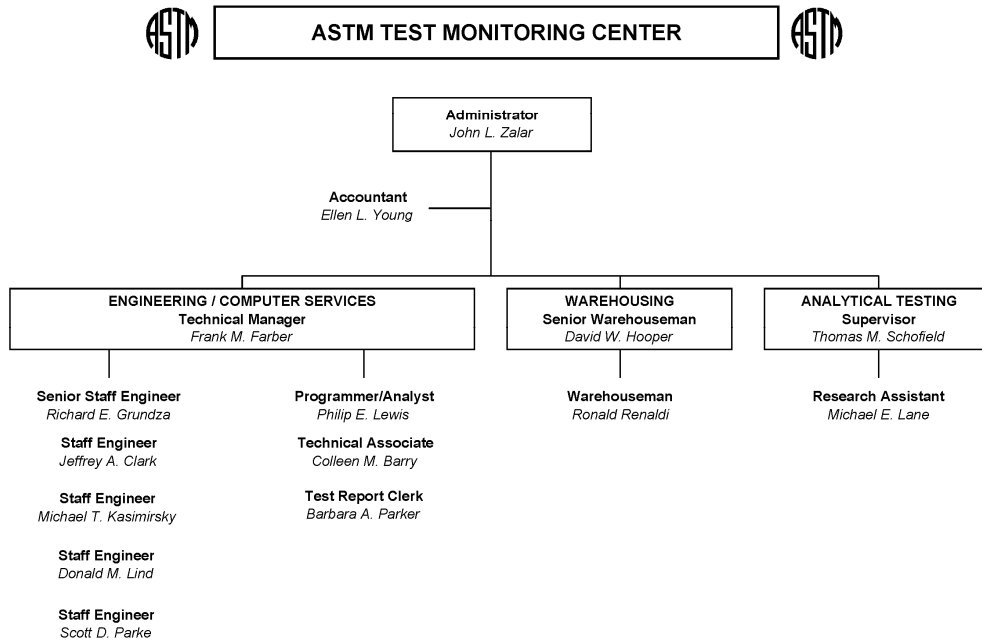 ASTM
ASTM TEST MONITORING CENTER
ASTM
Administrator
John L. Zalar
Accountant
Ellen L. Young
ENGINEERING / COMPUTER SERVICES
Technical Manager
Frank M. Farber
WAREHOUSING
Senior Warehouseman
David W. Hooper
ANALYTICAL TESTING
Supervisor
Thomas M. Schofield
Senior Staff Engineer
Richard E. Grundza
Staff Engineer
Jeffrey A. Clark
Staff Engineer
Michael T. Kasimirsky
Staff Engineer
Donald M. Lind
Staff Engineer
Scott D. Parke
Programmer/Analyst
Philip E. Lewis
Technical Associate
Colleen M. Barry
Test Report Clerk
Barbara A. Parker
Warehouseman
Ronald Renaldi
Research Assistant
Michael E. Lane